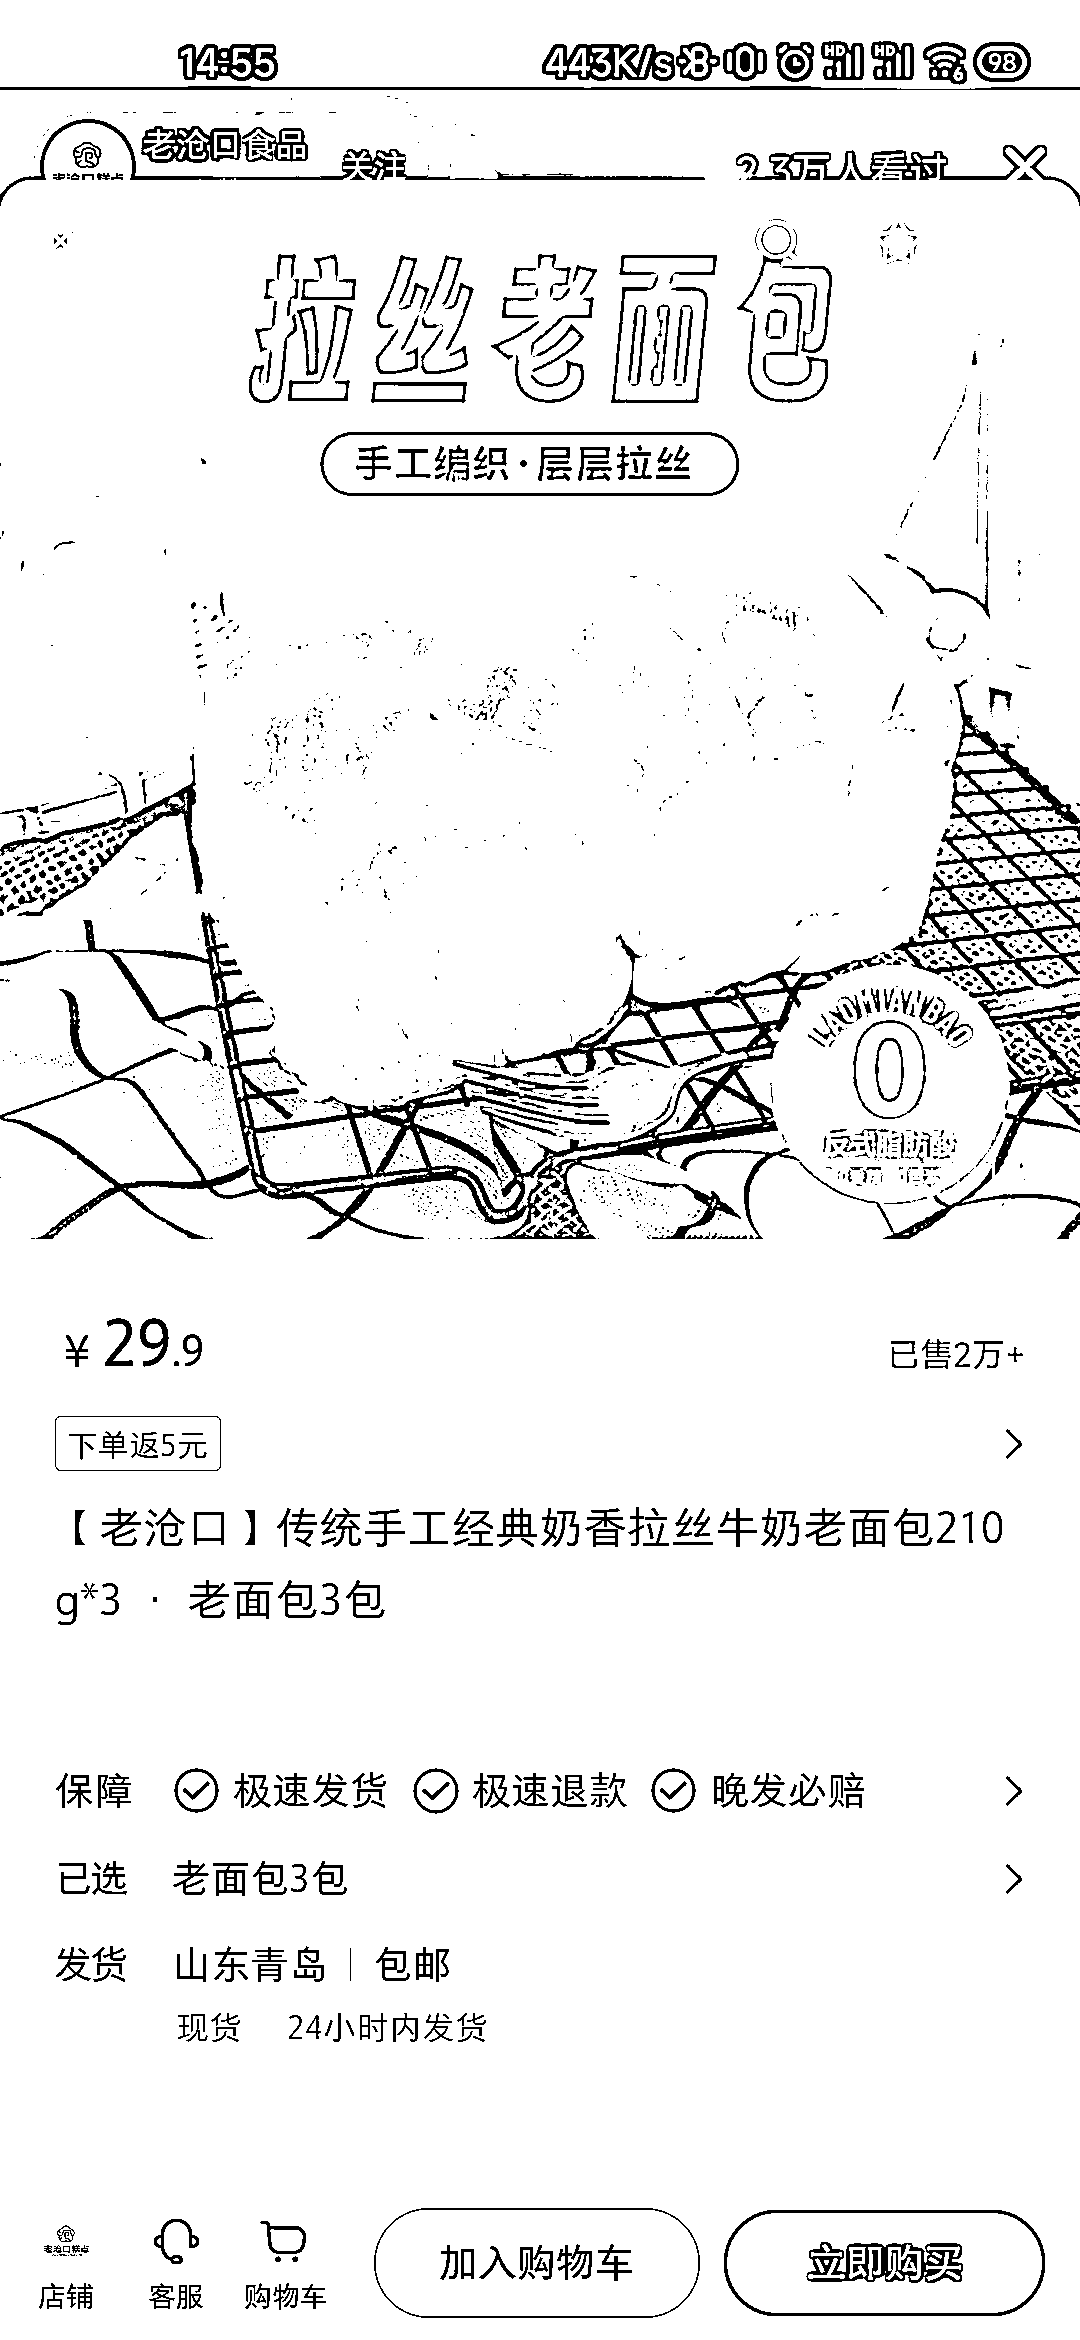 14:55
443K/s HD HD 6 98
老沧口食品
关注
2.3万人看过
拉丝老面包
手工编织·层层拉丝
LAOMIANBAO
0
反式脂肪酸
¥29.9
已售2万+
下单返5元
【老沧口】传统手工经典奶香拉丝牛奶老面包210
g*3 · 老面包3包
保障 极速发货 极速退款 晚发必赔
已选 老面包3包
发货 山东青岛 | 包邮
现货 24小时内发货
店铺
客服
购物车
加入购物车
立即购买